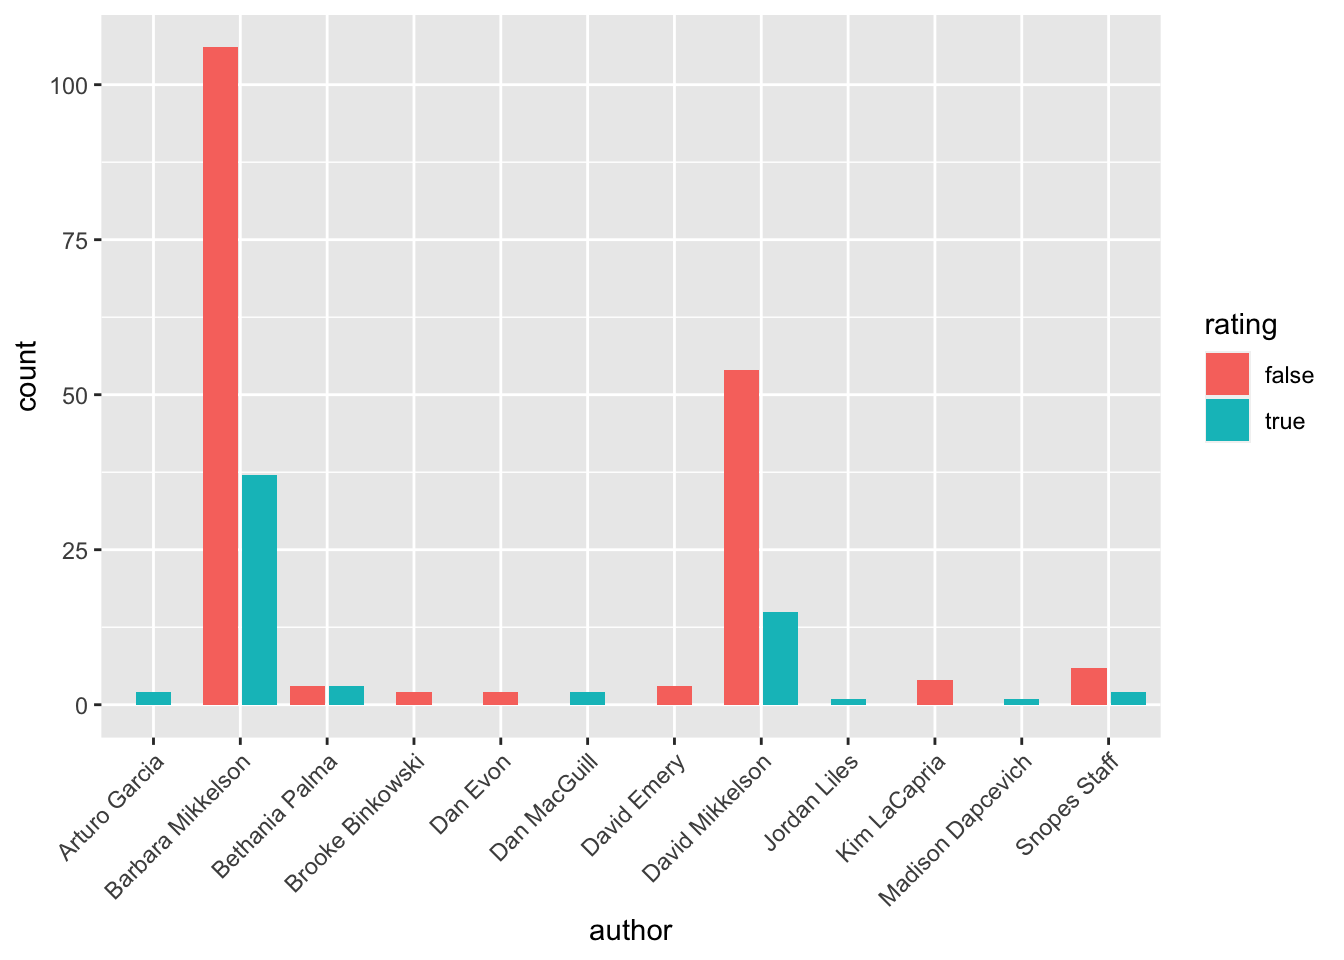 100
75
50
25
0
count
Arturo Garcia
Barbara Mikkelson
Bethania Palma
Brooke Binkowski
Dan Evon
Dan MacGuill
David Emery
David Mikkelson
Jordan Liles
Kim LaCapria
Madison Dapcevich
Snopes Staff
author
rating
false
true